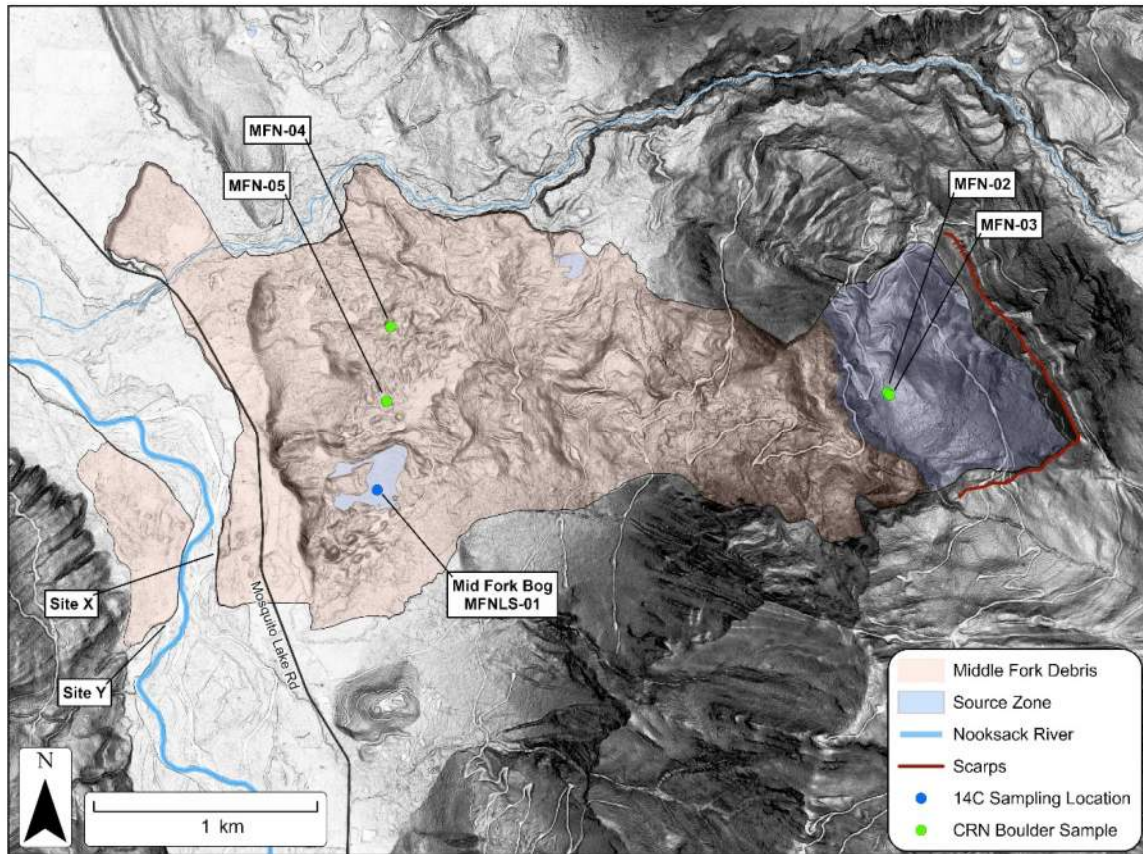 MFN-04
MFN-05
MFN-02
MFN-03
Site X
Site Y
Mid Fork Bog
MFNLS-01
Mosquito Lake Rd
N
1 km
Middle Fork Debris
Source Zone
Nooksack River
Scarps
14C Sampling Location
CRN Boulder Sample